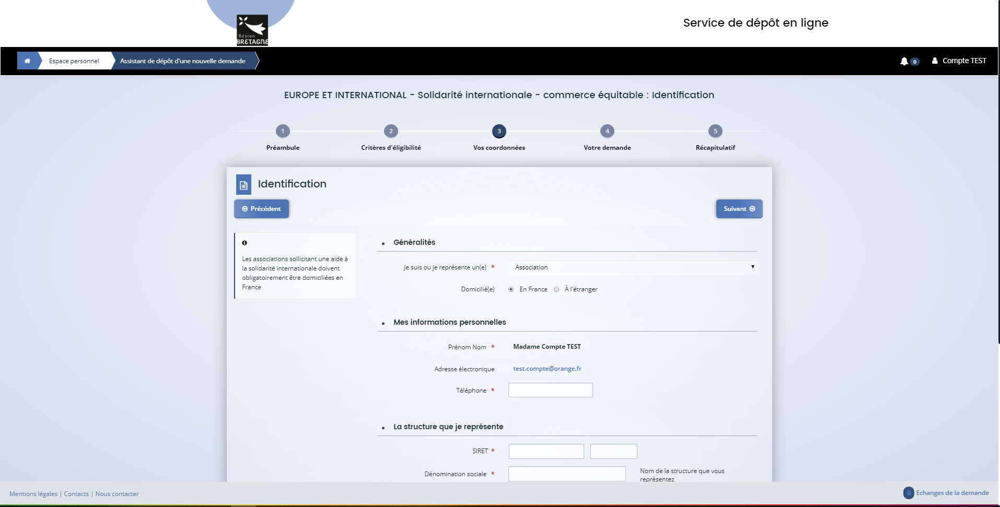 Région
BRETAGNE
Service de dépôt en ligne
Espace personnel
Assistant de dépôt d'une nouvelle demande
0
Compte TEST
EUROPE ET INTERNATIONAL - Solidarité internationale - commerce équitable : Identification
1
2
3
4
5
Préambule
Critères d'éligibilité
Vos coordonnées
Votre demande
Récapitulatif
Identification
Précédent
Suivant
Les associations sollicitant une aide à
la solidarité internationale doivent
obligatoirement être domiciliées en
France
Généralités
Je suis ou je représente un(e) *
Association
Domicilié(e)
En France
À l'étranger
Mes informations personnelles
Prénom Nom *
Madame Compte TEST
Adresse électronique
test.compte@orange.fr
Téléphone *
La structure que je représente
SIRET *
Dénomination sociale *
Nom de la structure que vous
représentez
Mentions légales | Contacts | Nous contacter
Echanges de la demande